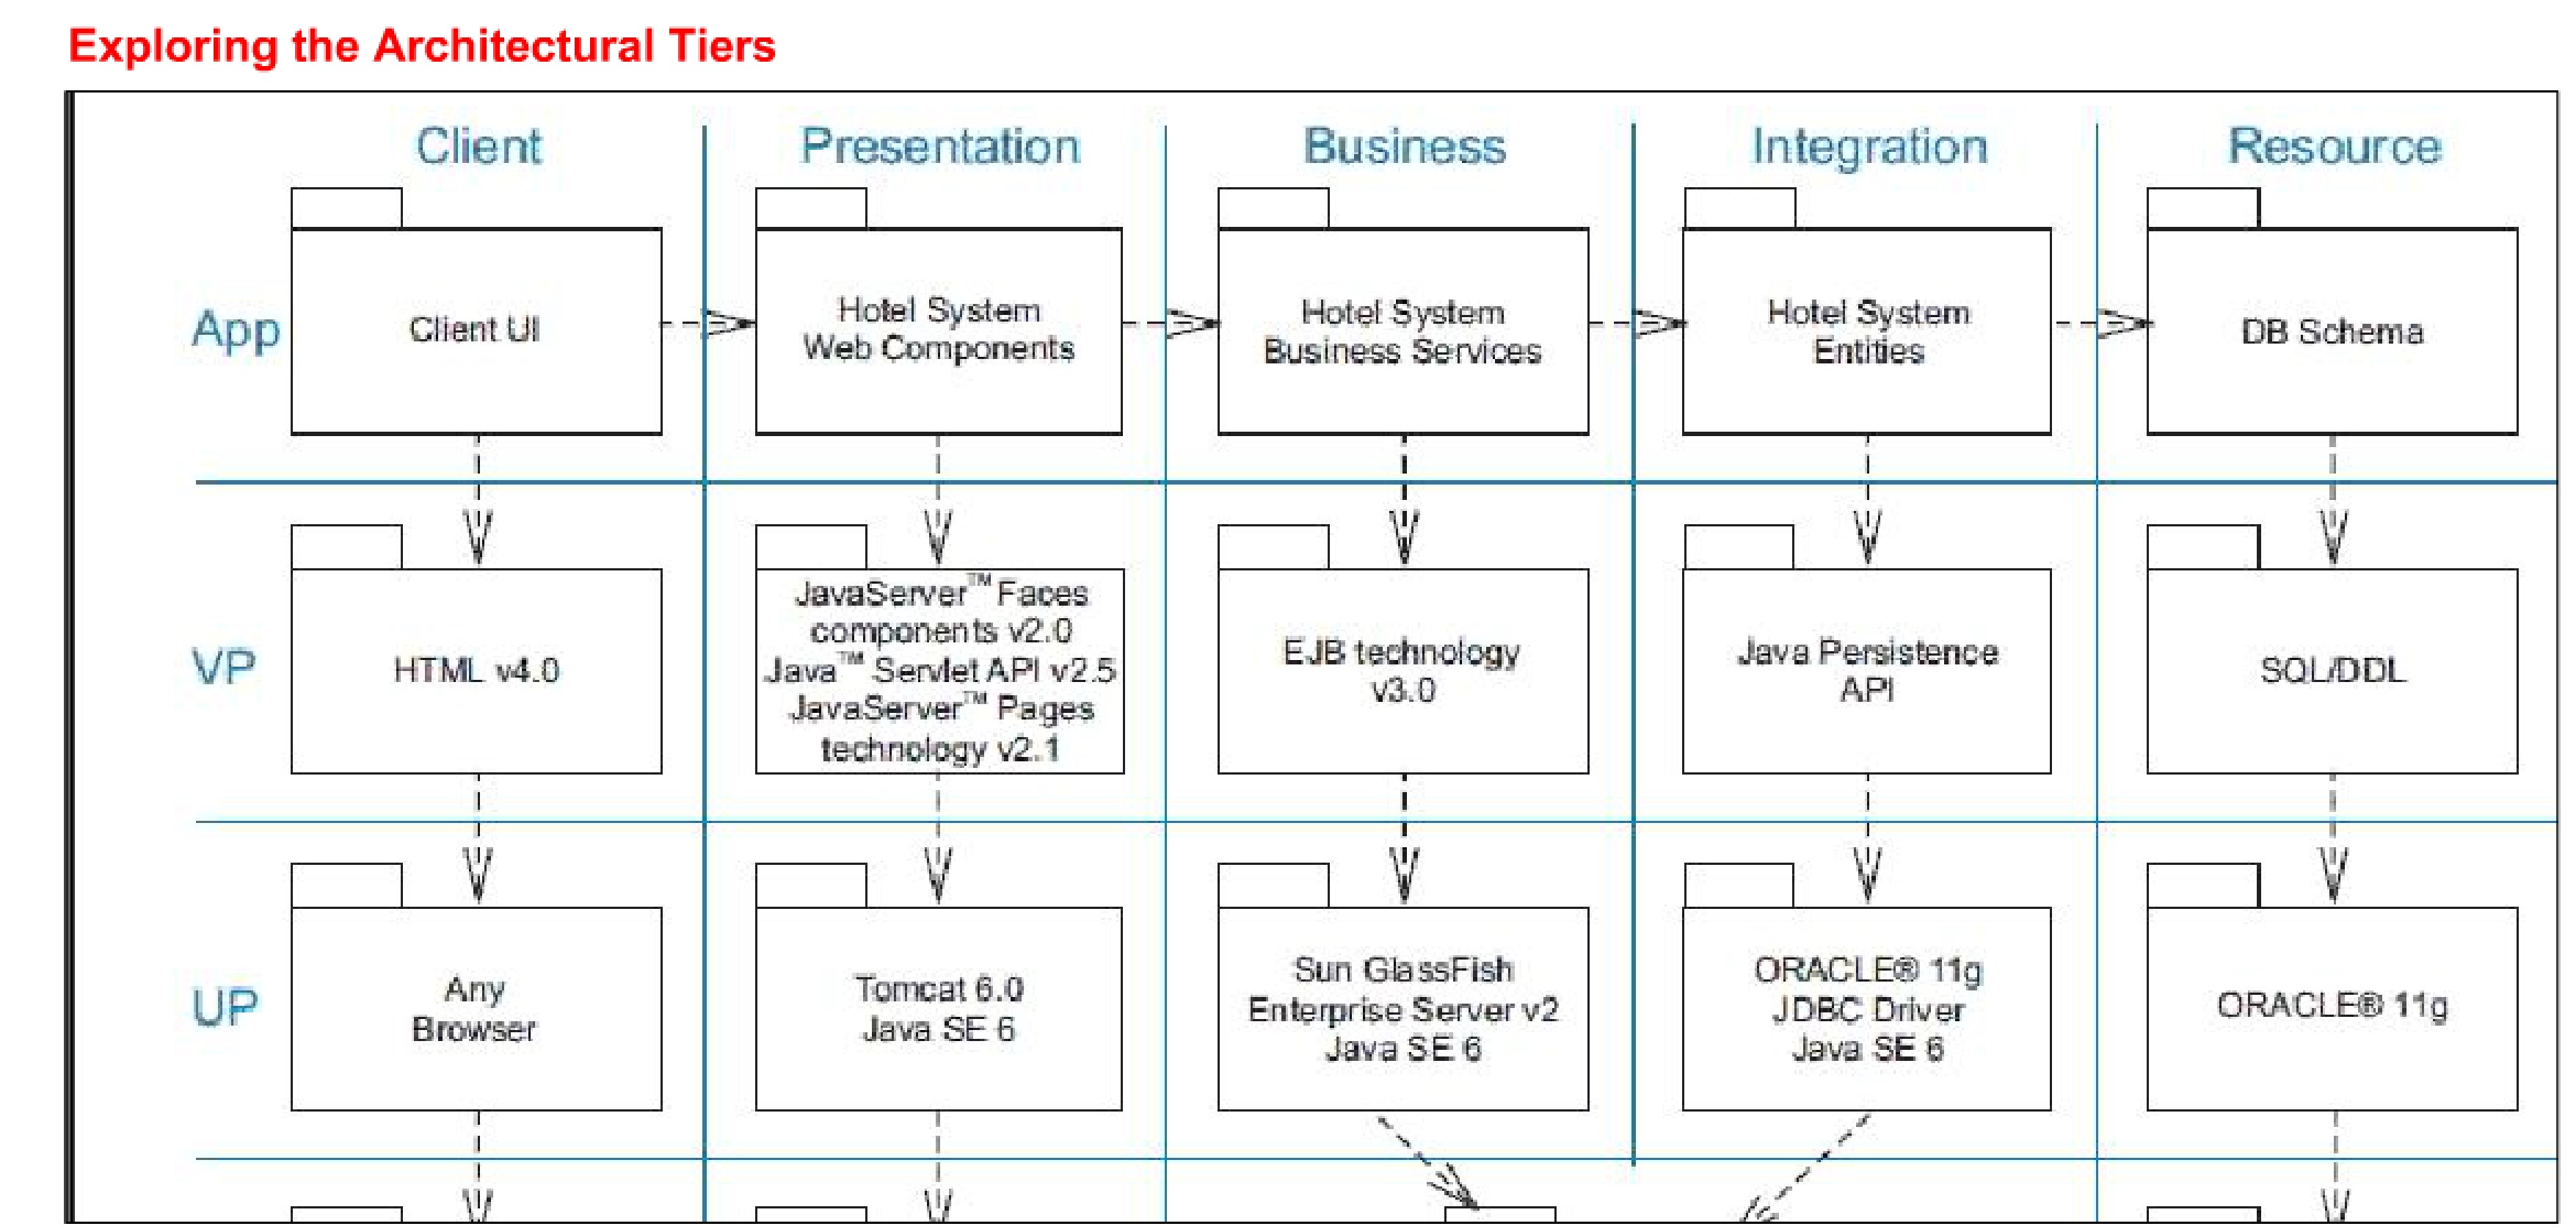 Exploring the Architectural Tiers
Client
Presentation
Business
Integration
Resource
App
Client UI
Hotel System
Web Components
Hotel System
Business Services
Hotel System
Entities
DB Schema
VP
HTML v4.0
JavaServer™ Faces
components v2.0
Java™ Servlet API v2.5
JavaServer™ Pages
technology v2.1
EJB technology
v3.0
Java Persistence
API
SQL/DDL
UP
Any
Browser
Tomcat 6.0
Java SE 6
Sun GlassFish
Enterprise Server v2
Java SE 6
ORACLE® 11g
JDBC Driver
Java SE 6
ORACLE® 11g